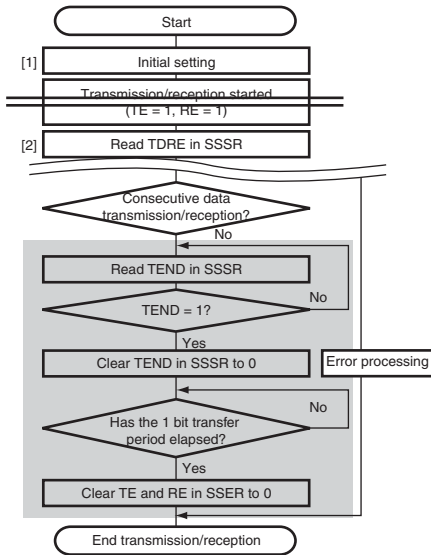 Start
[1] Initial setting
Transmission/reception started
(TE = 1, RE = 1)
[2] Read TDRE in SSSR
Consecutive data
transmission/reception?
No
Read TEND in SSSR
TEND = 1?
No
Yes
Clear TEND in SSSR to 0
Error processing
Has the 1 bit transfer
period elapsed?
No
Yes
Clear TE and RE in SSER to 0
End transmission/reception